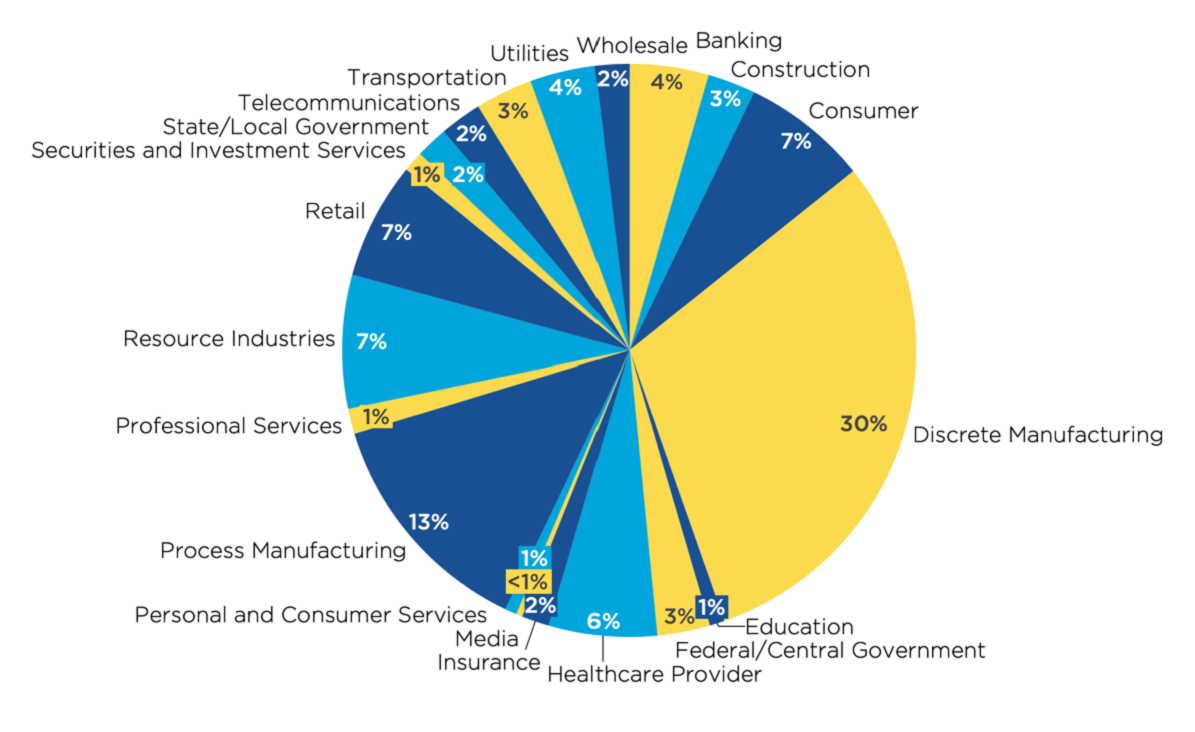 Utilities
Wholesale
Banking
Transportation
Construction
Telecommunications
Consumer
State/Local Government
Securities and Investment Services
4%
2%
4%
3%
3%
2%
7%
1%
2%
Retail
7%
Resource Industries
7%
Professional Services
1%
30%
Discrete Manufacturing
13%
Process Manufacturing
1%
<1%
2%
6%
3%
1%
Personal and Consumer Services
Education
Media
Federal/Central Government
Insurance
Healthcare Provider